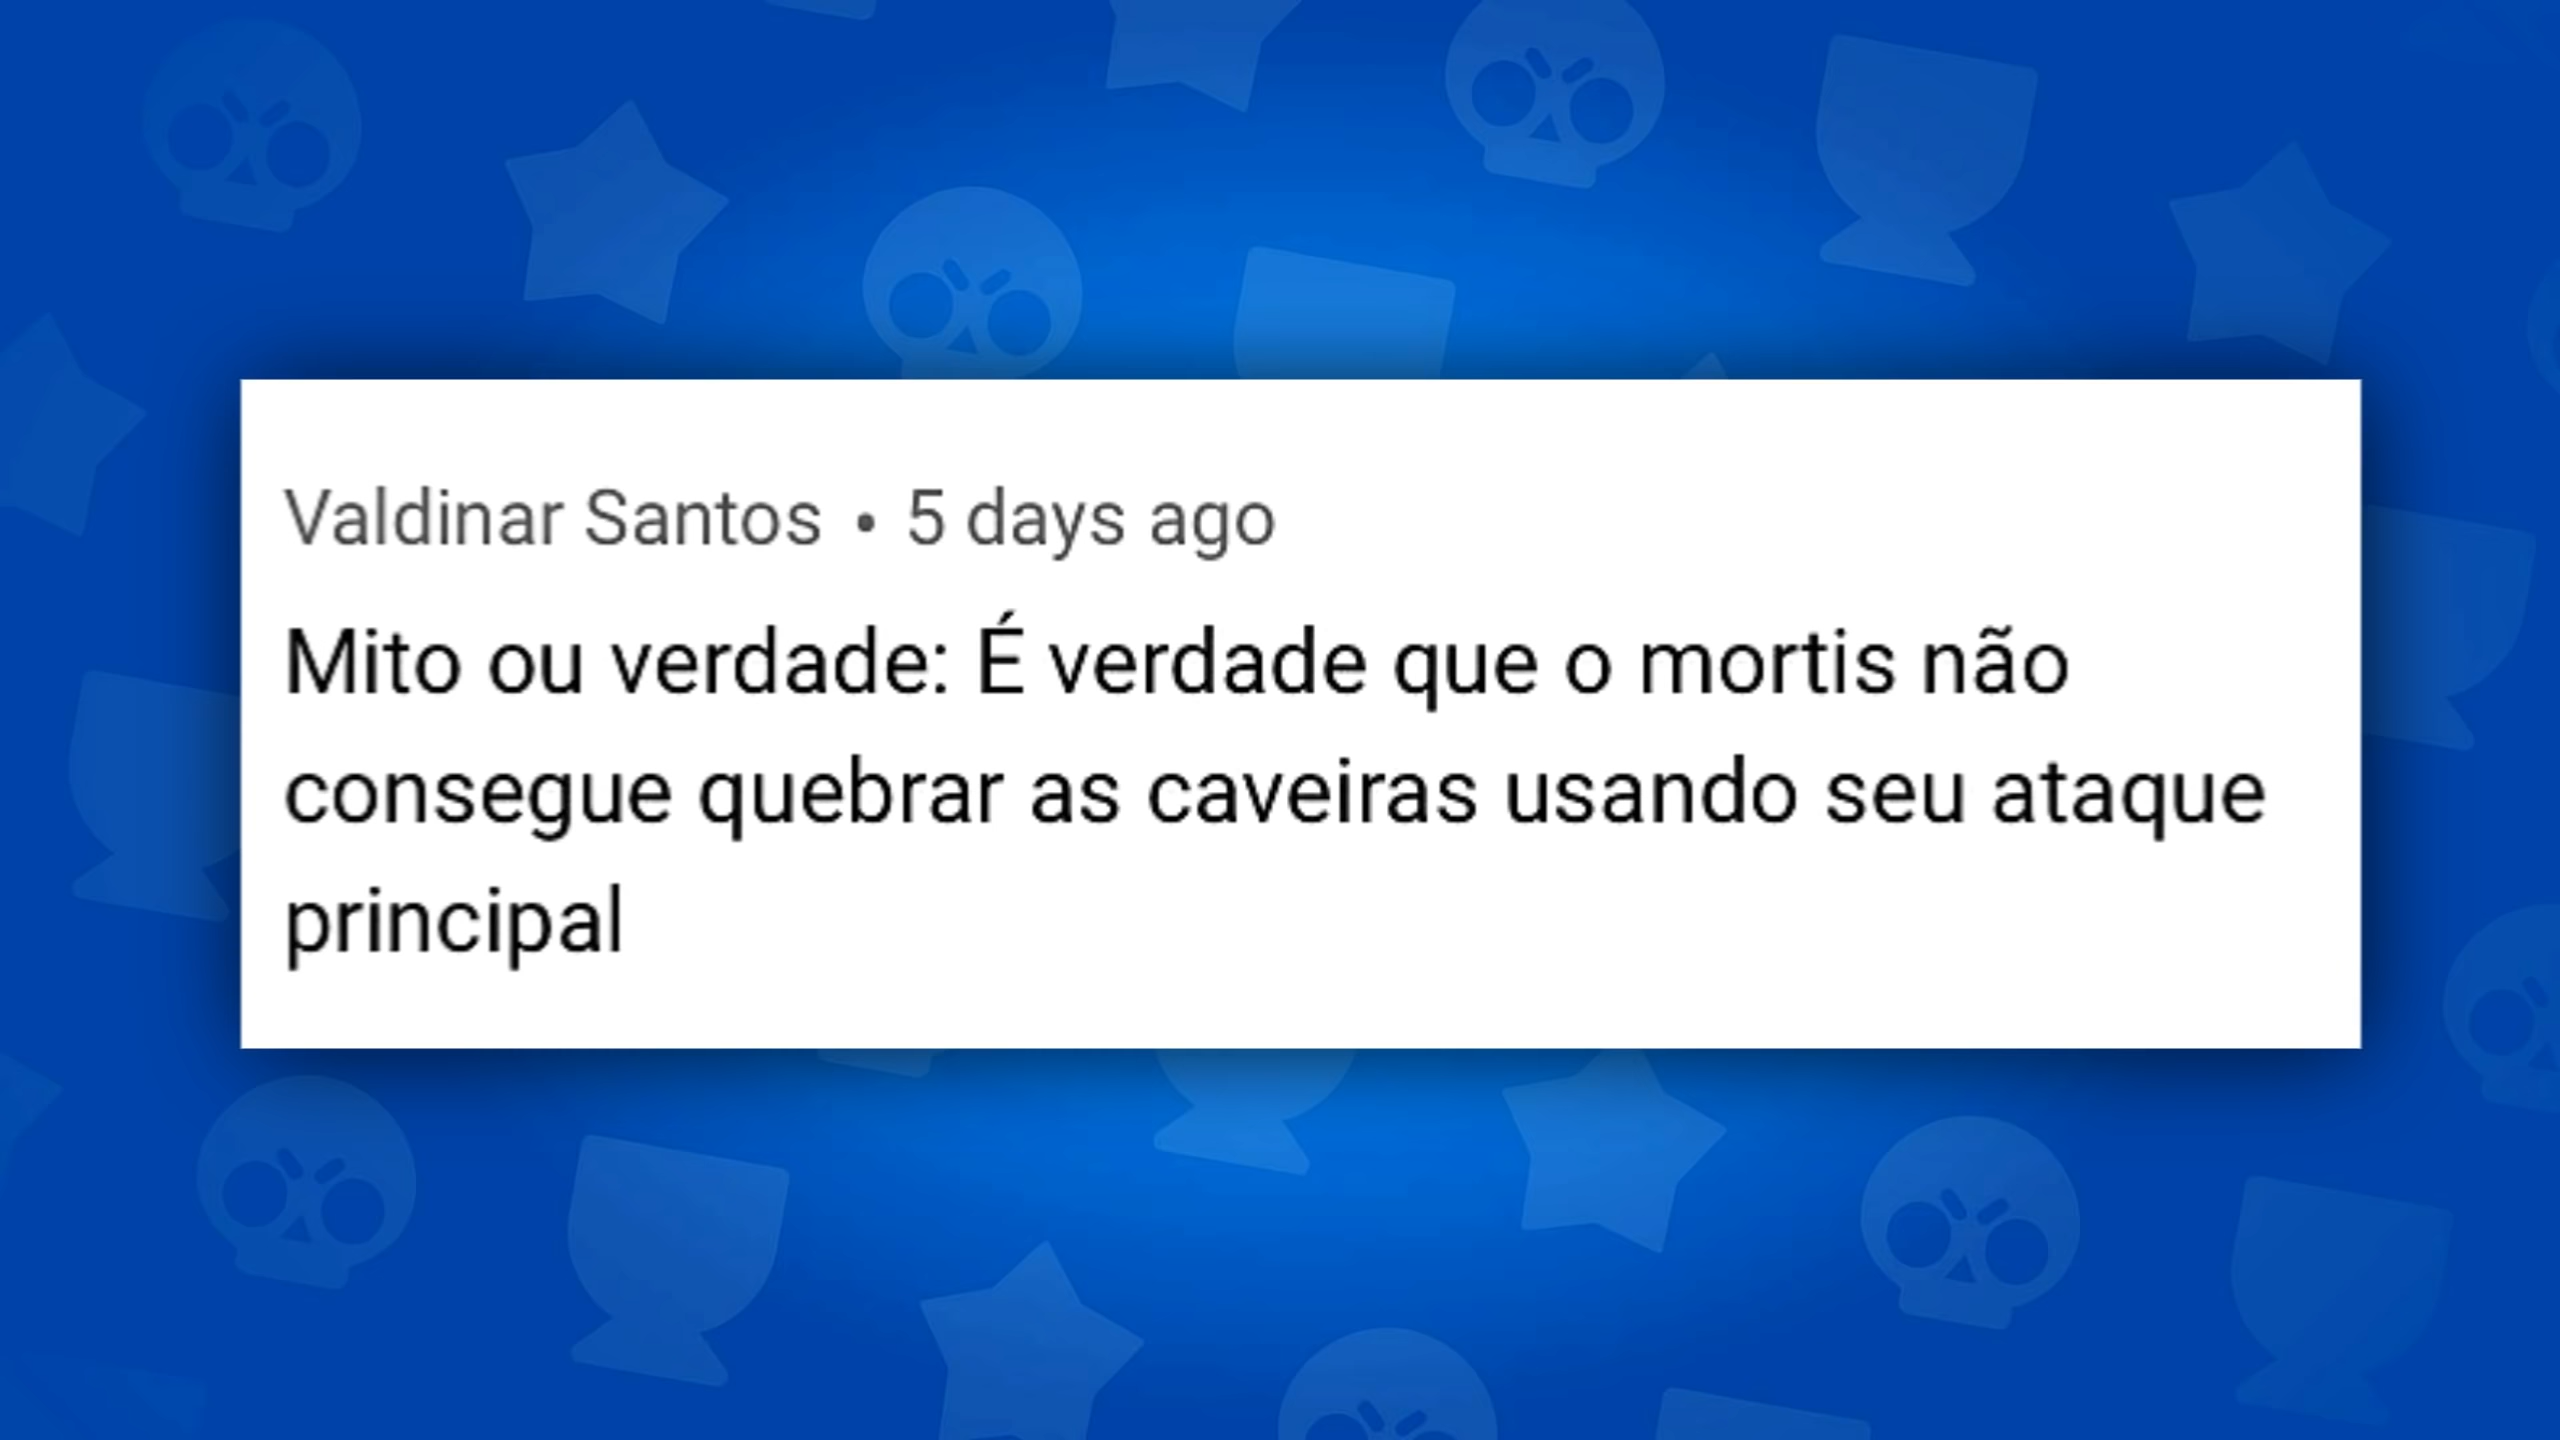 Valdinar Santos • 5 days ago
Mito ou verdade: É verdade que o mortis não
consegue quebrar as caveiras usando seu ataque
principal